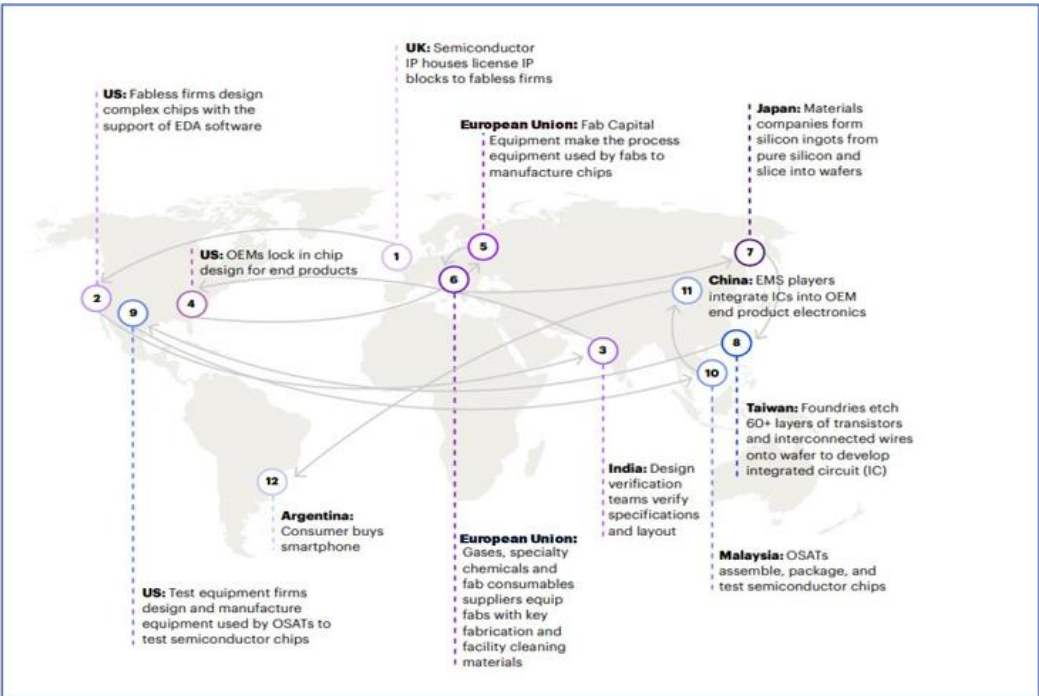 UK: Semiconductor
IP houses license IP
blocks to fabless firms
US: Fabless firms design
complex chips with the
support of EDA software
European Union: Fab Capital
Equipment make the process
equipment used by fabs to
manufacture chips
Japan: Materials
companies form
silicon ingots from
pure silicon and
slice into wafers
US: OEMs lock in chip
design for end products
1
5
7
6
2
9
4
11
China: EMS players
integrate ICs into OEM
end product electronics
3
8
10
Taiwan: Foundries etch
60+ layers of transistors
and interconnected wires
onto wafer to develop
integrated circuit (IC)
India: Design
verification
teams verify
specifications
and layout
12
Argentina:
Consumer buys
smartphone
European Union:
Gases, specialty
chemicals and
fab consumables
suppliers equip
fabs with key
fabrication and
facility cleaning
materials
Malaysia: OSATs
assemble, package, and
test semiconductor chips
US: Test equipment firms
design and manufacture
equipment used by OSATs to
test semiconductor chips